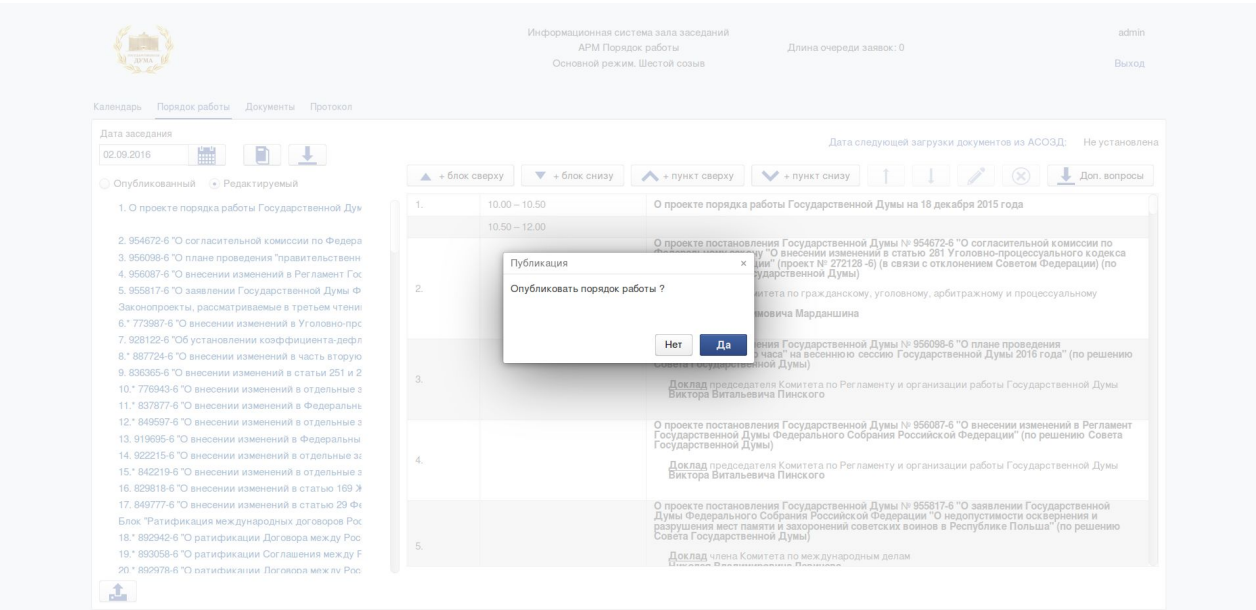 Информационная система зала заседаний
admin
АРМ Порядок работы
Длина очереди заявок: 0
Основной режим. Шестой созыв
Выход
ДУМА
Календарь Порядок работы Документы Протокол
Дата заседания
Дата следующей загрузки документов из АСОЗД: Не установлена
02.09.2016
+ блок сверху + блок снизу + пункт сверху + пункт снизу Доп. вопросы
Опубликованный Редактируемый
1. О проекте порядка работы Государственной Дум
2. 954672-6 "О согласительной комиссии по Федера
3. 956098-6 "О плане проведения "правительственн
4. 956087-6 "О внесении изменений в Регламент Гос
5. 955817-6 "О заявлении Государственной Думы Ф
Законопроекты, рассматриваемые в третьем чтени
6.* 773987-6 "О внесении изменений в Уголовно-прс
7. 928122-6 "Об установлении коэффициента-дефл
8.* 887724-6 "О внесении изменений в часть вторую
9. 836365-6 "О внесении изменений в статьи 251 и 2
10.* 776943-6 "О внесении изменений в отдельные з
11.* 837877-6 "О внесении изменений в Федеральнь
12.* 849597-6 "О внесении изменений в отдельные з
13. 919695-6 "О внесении изменений в Федеральны
14. 922215-6 "О внесении изменений в отдельные за
15.* 842219-6 "О внесении изменений в отдельные з
16. 829818-6 "О внесении изменений в статью 169 Ж
17. 849777-6 "О внесении изменений в статью 29 Фе
Блок "Ратификация международных договоров Рос
18.* 892942-6 "О ратификации Договора между Рос
19.* 893058-6 "О ратификации Соглашения между Р
20.* 892978-6 "О ратификации Договора между Рос
1. 10.00 – 10.50 О проекте порядка работы Государственной Думы на 18 декабря 2015 года
10.50 – 12.00
2.
О проекте постановления Государственной Думы № 954672-6 "О согласительной комиссии по
"О внесении изменений в статью 281 Уголовно-процессуального кодекса
(проект № 272128 -6) (в связи с отклонением Советом Федерации) (по
Думы)
по гражданскому, уголовному, арбитражному и процессуальному
Марданшина
Публикация ×
Опубликовать порядок работы ?
Нет Да
3.
Государственной Думы № 956098-6 "О плане проведения
часа" на весеннюю сессию Государственной Думы 2016 года" (по решению
Совета Государственной Думы)
Доклад председателя Комитета по Регламенту и организации работы Государственной Думы
Виктора Витальевича Пинского
4.
О проекте постановления Государственной Думы № 956087-6 "О внесении изменений в Регламент
Государственной Думы Федерального Собрания Российской Федерации" (по решению Совета
Государственной Думы)
Доклад председателя Комитета по Регламенту и организации работы Государственной Думы
Виктора Витальевича Пинского
5.
О проекте постановления Государственной Думы № 955817-6 "О заявлении Государственной
Думы Федерального Собрания Российской Федерации "О недопустимости осквернения и
разрушения мест памяти и захоронений советских воинов в Республике Польша" (по решению
Совета Государственной Думы)
Доклад члена Комитета по международным делам